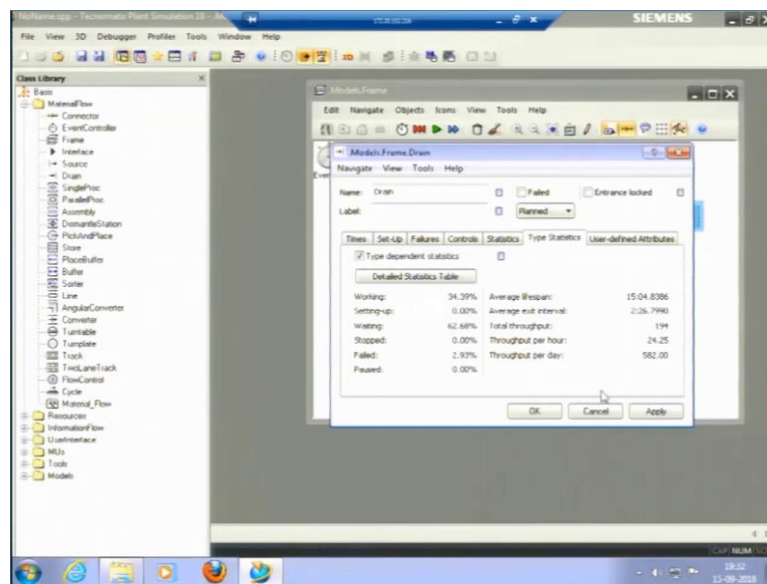 NoName.spp - Tecnomatix Plant Simulation 10 -
172.20.192.254
SIEMENS
File View 3D Debugger Profiler Tools Window Help
Class Library
Basis
MaterialFlow
Connector
EventController
Frame
Interface
Source
Drain
SingleProc
ParallelProc
Assembly
DismantleStation
PickAndPlace
Store
PlaceBuffer
Buffer
Sorter
Line
AngularConverter
Converter
Turntable
Turnplate
Track
TwoLaneTrack
FlowControl
Cycle
Material_Flow
Resources
InformationFlow
UserInterface
MUs
Tools
Models
.Models.Frame
Edit Navigate Objects Icons View Tools Help
Even
.Models.Frame.Drain
Navigate View Tools Help
Name: Drain Failed Entrance locked
Label: Planned
Times Set-Up Failures Controls Statistics Type Statistics User-defined Attributes
Type dependent statistics
Detailed Statistics Table
Working: 34.39% Average lifespan: 15:04.8386
Setting-up: 0.00% Average exit interval: 2:26.7990
Waiting: 62.68% Total throughput: 194
Stopped: 0.00% Throughput per hour: 24.25
Failed: 2.93% Throughput per day: 582.00
Paused: 0.00%
OK Cancel Apply
CAP NUM
19:32
15-09-2018